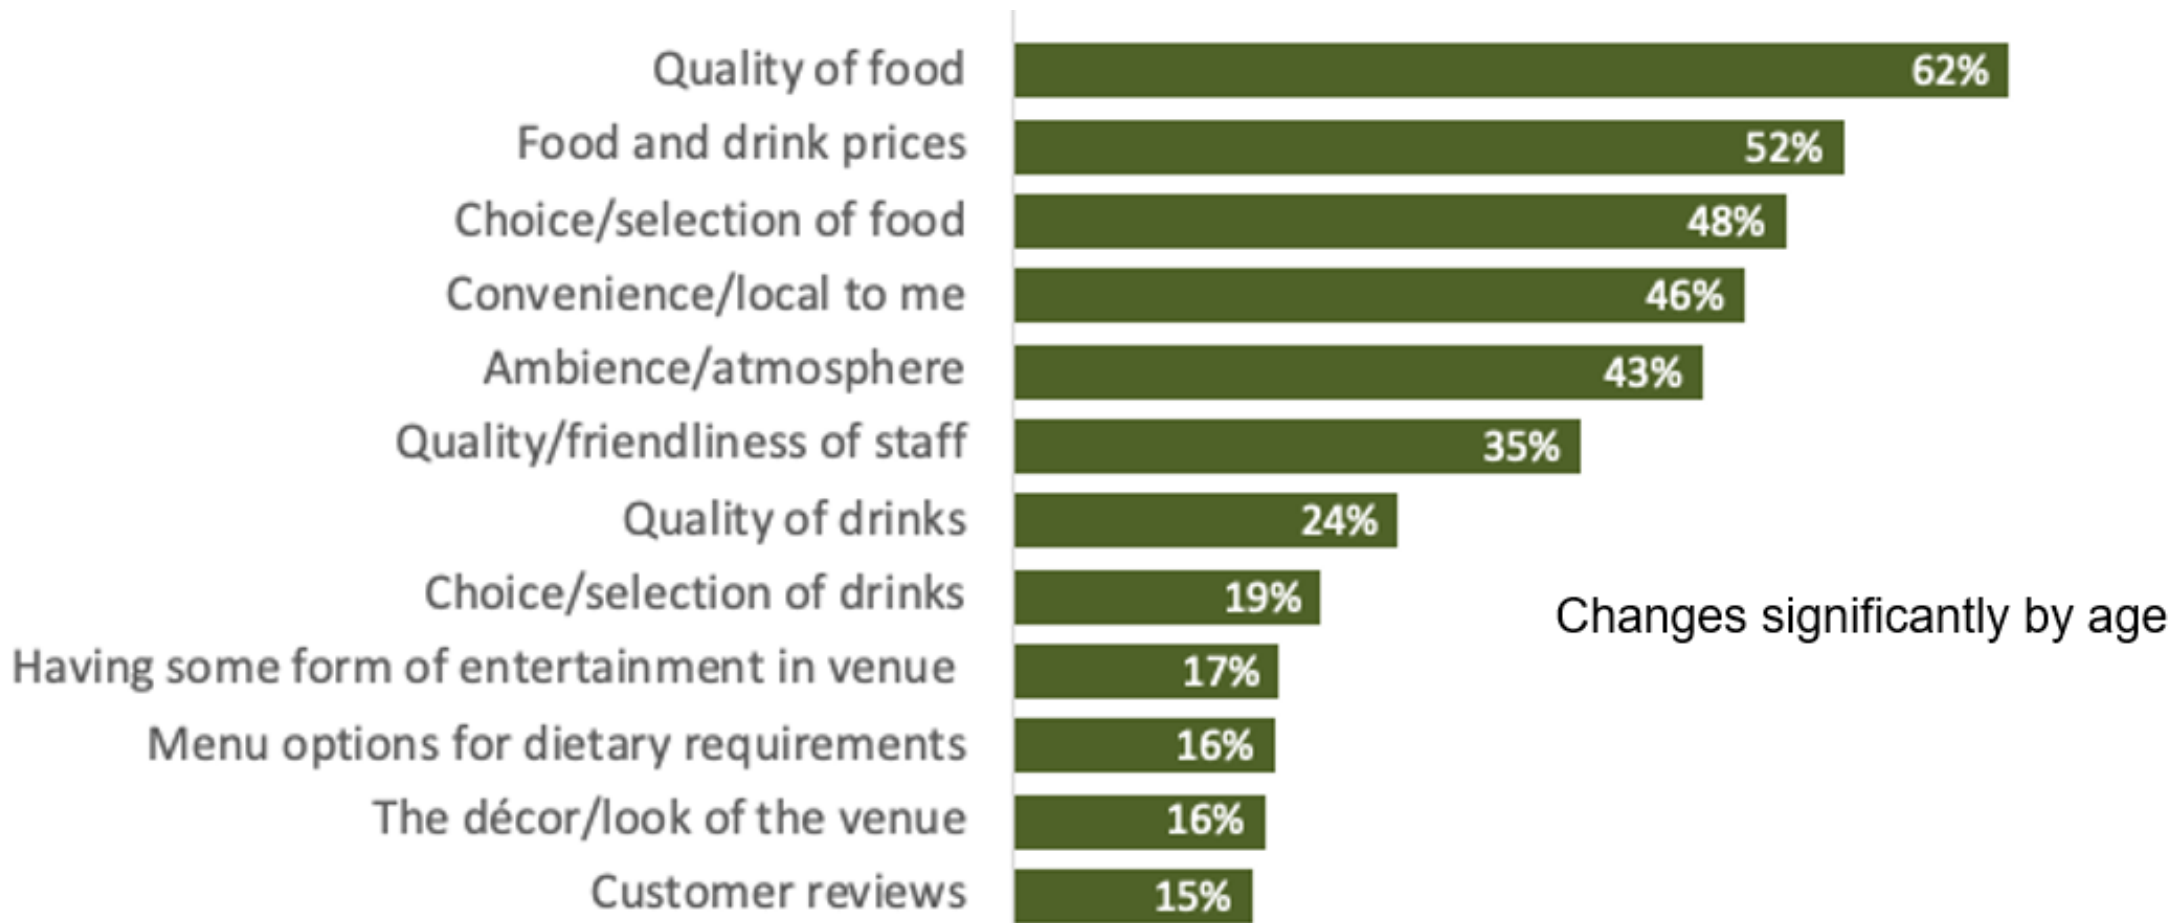 Quality of food 62%
Food and drink prices 52%
Choice/selection of food 48%
Convenience/local to me 46%
Ambience/atmosphere 43%
Quality/friendliness of staff 35%
Quality of drinks 24%
Choice/selection of drinks 19%
Changes significantly by age
Having some form of entertainment in venue 17%
Menu options for dietary requirements 16%
The décor/look of the venue 16%
Customer reviews 15%